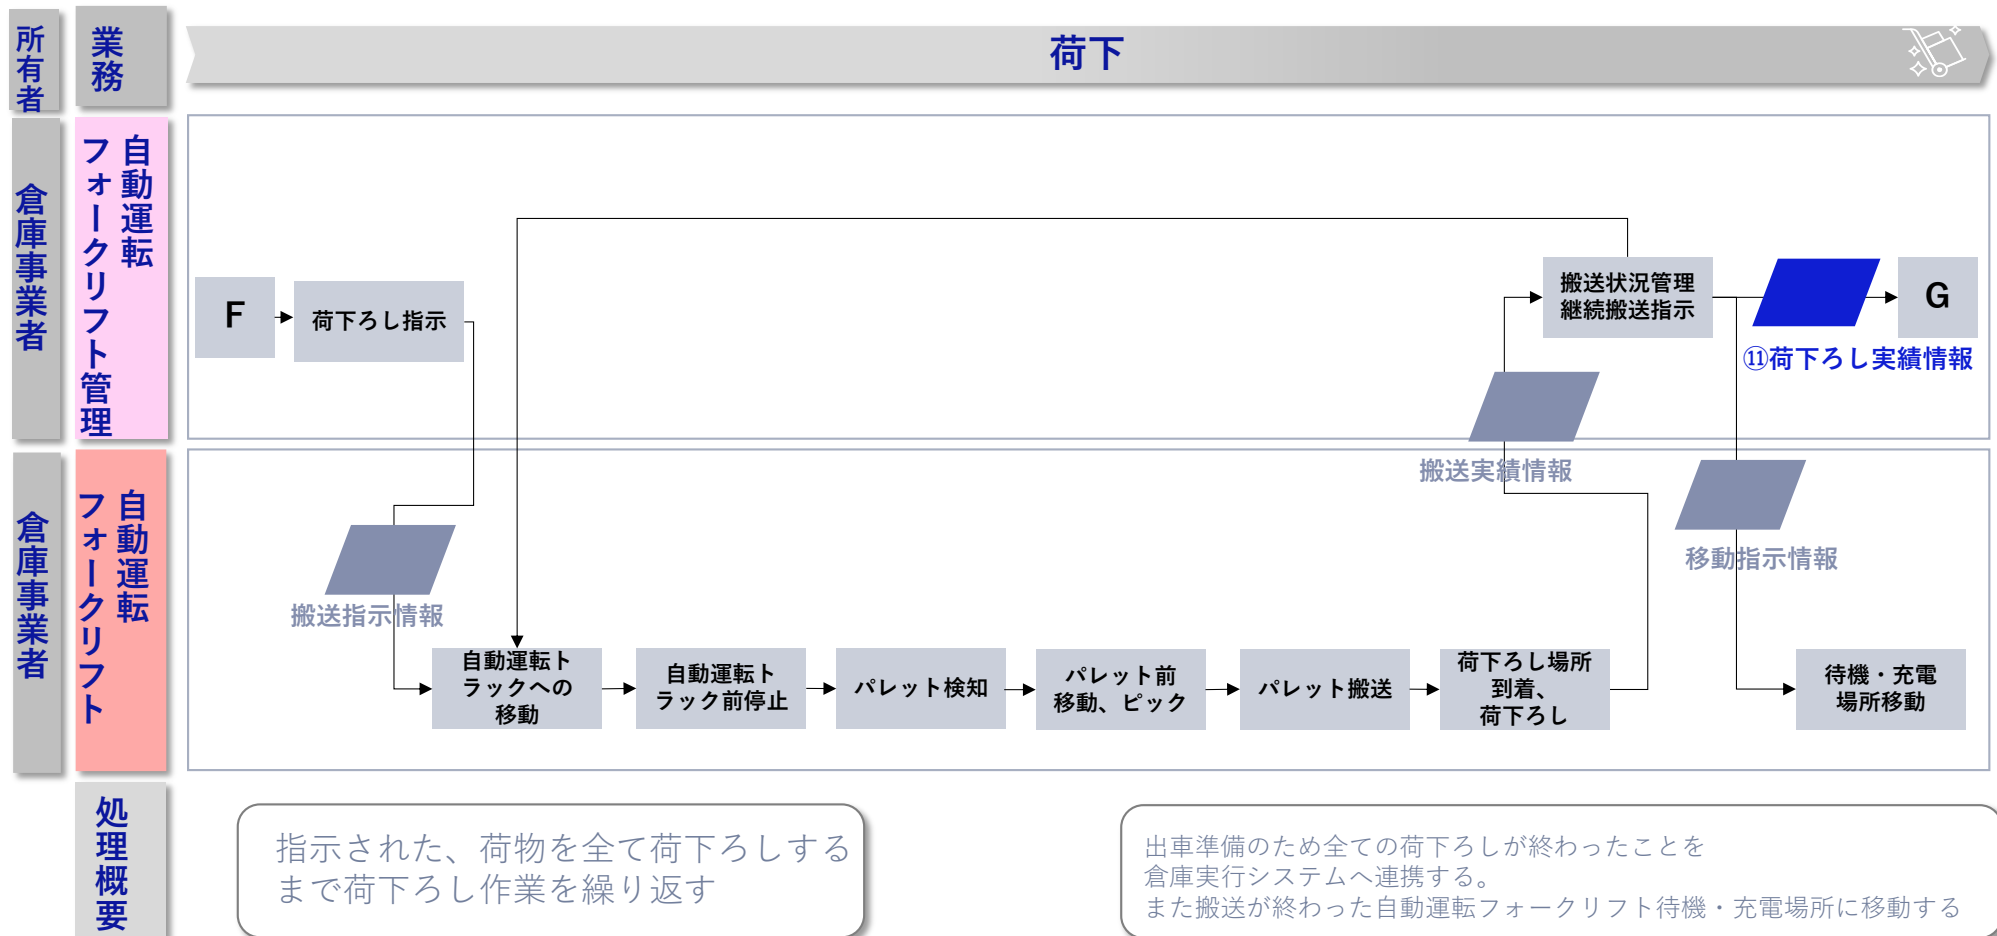 所有者
業務
荷下
倉庫事業者
自動運転
フォークリフト管理
F
荷下ろし指示
搬送状況管理
継続搬送指示
G
⑪荷下ろし実績情報
搬送実績情報
倉庫事業者
自動運転
フォークリフト
搬送指示情報
移動指示情報
自動運転ト
ラックへの
移動
自動運転ト
ラック前停止
パレット検知
パレット前
移動、ピック
パレット搬送
荷下ろし場所
到着、
荷下ろし
待機・充電
場所移動
処理概要
指示された、荷物を全て荷下ろしする
まで荷下ろし作業を繰り返す
出車準備のため全ての荷下ろしが終わったことを
倉庫実行システムへ連携する。
また搬送が終わった自動運転フォークリフト待機・充電場所に移動する